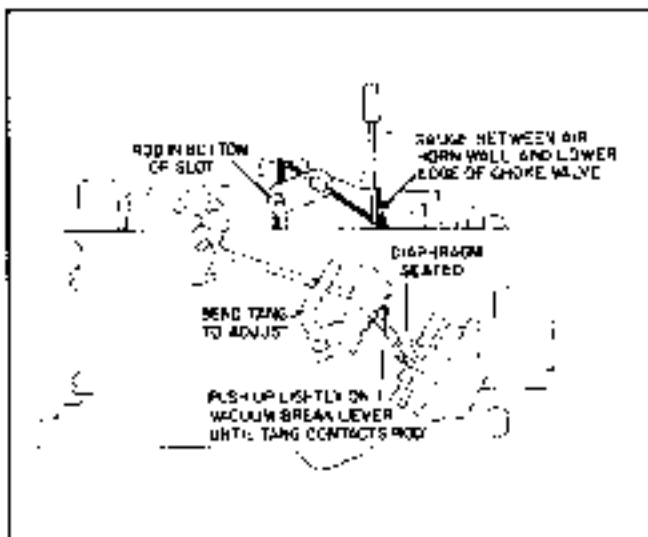 ROD IN BOTTOM
OF SLOT
GAUGE BETWEEN AIR
HORN WALL AND LOWER
EDGE OF CHOKE VALVE
DIAPHRAGM
SEATED
BEND TANG
TO ADJUST
PUSH UP LIGHTLY ON
VACUUM BREAK LEVER
UNTIL TANG CONTACTS ROD